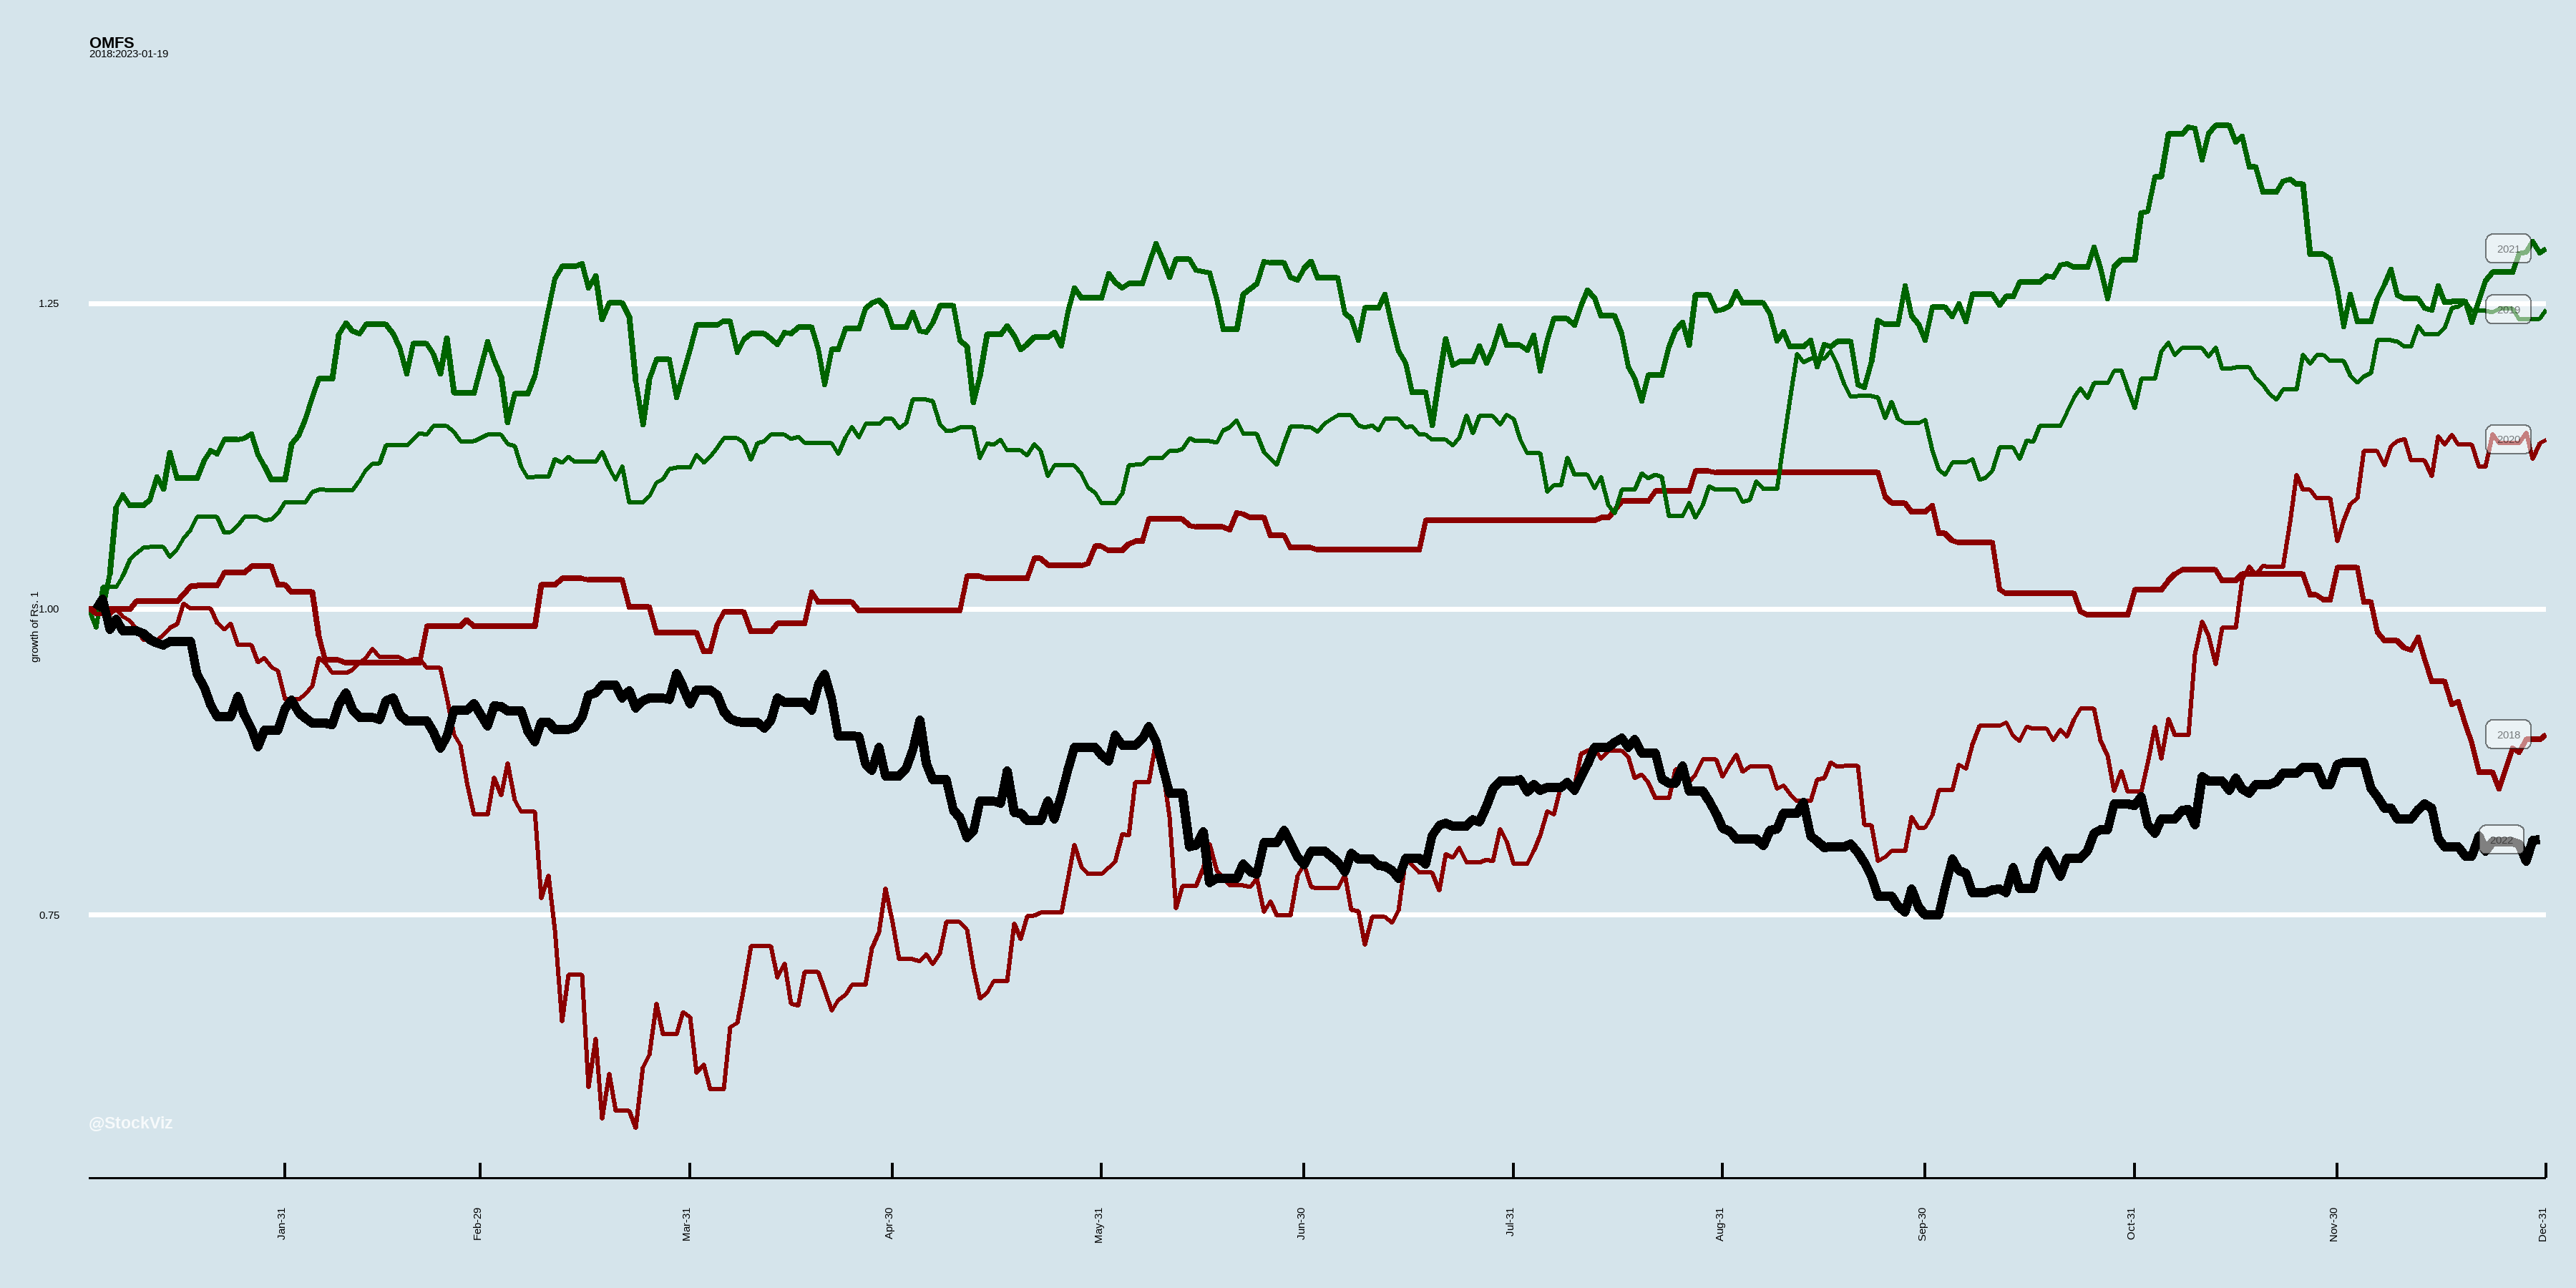 OMFS
2018:2023-01-19
2021
1.25
2019
2020
growth of Rs. 1
1.00
2018
2022
0.75
@StockViz
Jan-31
Feb-29
Mar-31
Apr-30
May-31
Jun-30
Jul-31
Aug-31
Sep-30
Oct-31
Nov-30
Dec-31